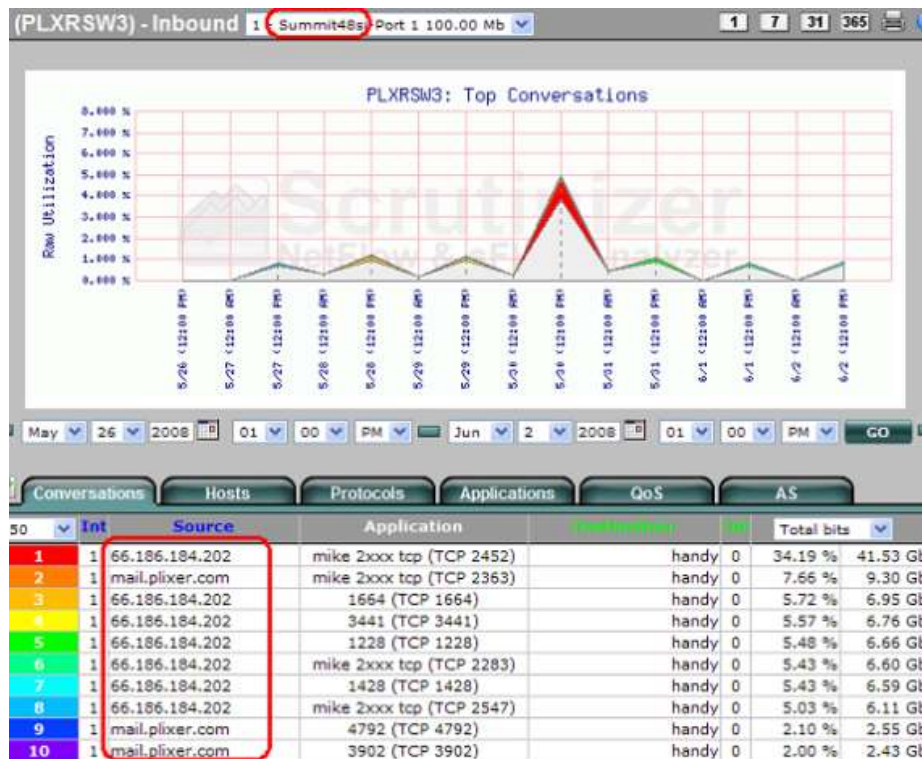 (PLXRSW3) - Inbound 1 - Summit48si-Port 1 100.00 Mb 1 7 31 365
PLXRSW3: Top Conversations
Raw Utilization
8.000 %
7.000 %
6.000 %
5.000 %
4.000 %
3.000 %
2.000 %
1.000 %
0.000 %
Scrutinizer
NetFlow & sFlow Analyzer
5/26 (12:00 PM)
5/27 (12:00 AM)
5/27 (12:00 PM)
5/28 (12:00 AM)
5/28 (12:00 PM)
5/29 (12:00 AM)
5/29 (12:00 PM)
5/30 (12:00 AM)
5/30 (12:00 PM)
5/31 (12:00 AM)
5/31 (12:00 PM)
6/1 (12:00 AM)
6/1 (12:00 PM)
6/2 (12:00 AM)
6/2 (12:00 PM)
May 26 2008 01 00 PM Jun 2 2008 01 00 PM GO
Conversations Hosts Protocols Applications QoS AS
50 Int Source Application Destination Int Total bits
1 1 66.186.184.202 mike 2xxx tcp (TCP 2452) handy 0 34.19 % 41.53 Gb
2 1 mail.plixer.com mike 2xxx tcp (TCP 2363) handy 0 7.66 % 9.30 Gb
3 1 66.186.184.202 1664 (TCP 1664) handy 0 5.72 % 6.95 Gb
4 1 66.186.184.202 3441 (TCP 3441) handy 0 5.57 % 6.76 Gb
5 1 66.186.184.202 1228 (TCP 1228) handy 0 5.48 % 6.66 Gb
6 1 66.186.184.202 mike 2xxx tcp (TCP 2283) handy 0 5.43 % 6.60 Gb
7 1 66.186.184.202 1428 (TCP 1428) handy 0 5.43 % 6.59 Gb
8 1 66.186.184.202 mike 2xxx tcp (TCP 2547) handy 0 5.03 % 6.11 Gb
9 1 mail.plixer.com 4792 (TCP 4792) handy 0 2.10 % 2.55 Gb
10 1 mail.plixer.com 3902 (TCP 3902) handy 0 2.00 % 2.43 Gb